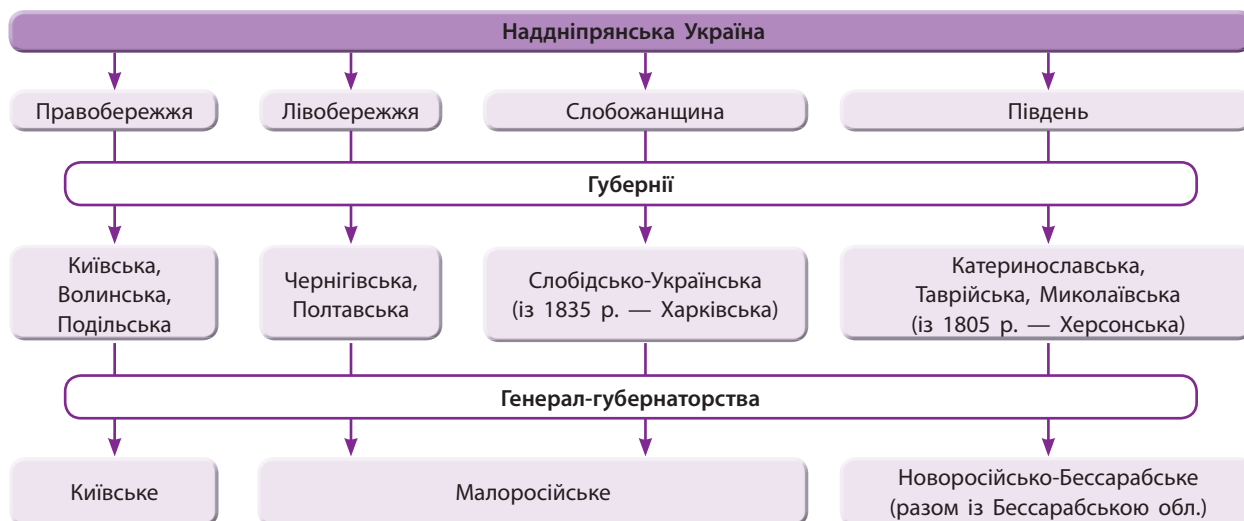 Наддніпрянська Україна
Правобережжя
Лівобережжя
Слобожанщина
Південь
Губернії
Київська,
Волинська,
Подільська
Чернігівська,
Полтавська
Слобідсько-Українська
(із 1835 р. — Харківська)
Катеринославська,
Таврійська, Миколаївська
(із 1805 р. — Херсонська)
Генерал-губернаторства
Київське
Малоросійське
Новоросійсько-Бессарабське
(разом із Бессарабською обл.)